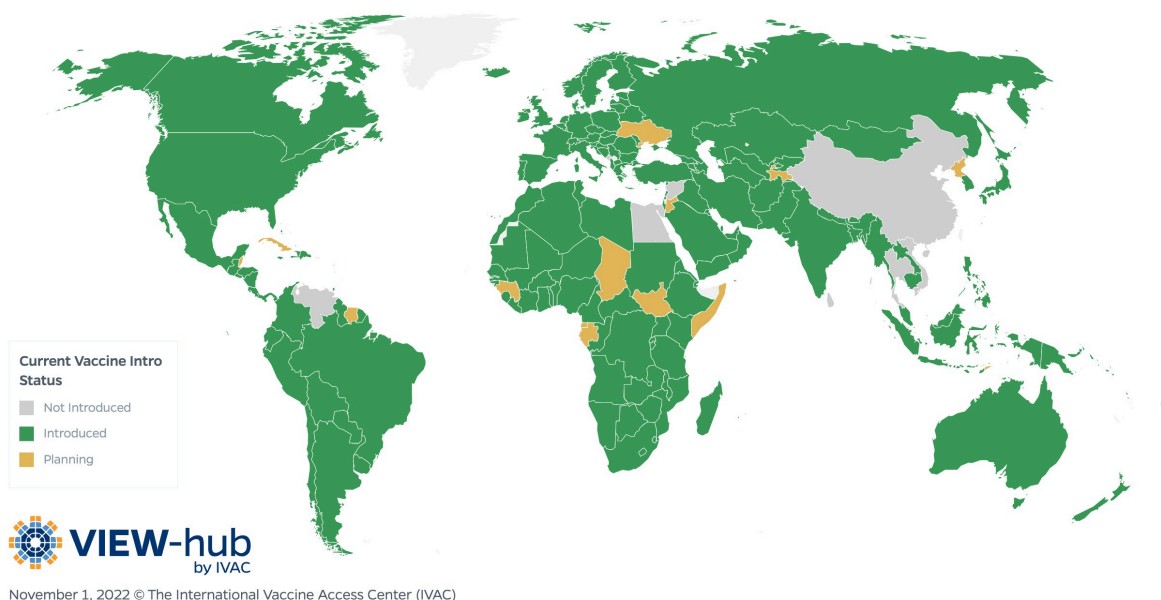 Current Vaccine Intro
Status
Not Introduced
Introduced
Planning
VIEW-hub
by IVAC
November 1, 2022 © The International Vaccine Access Center (IVAC)